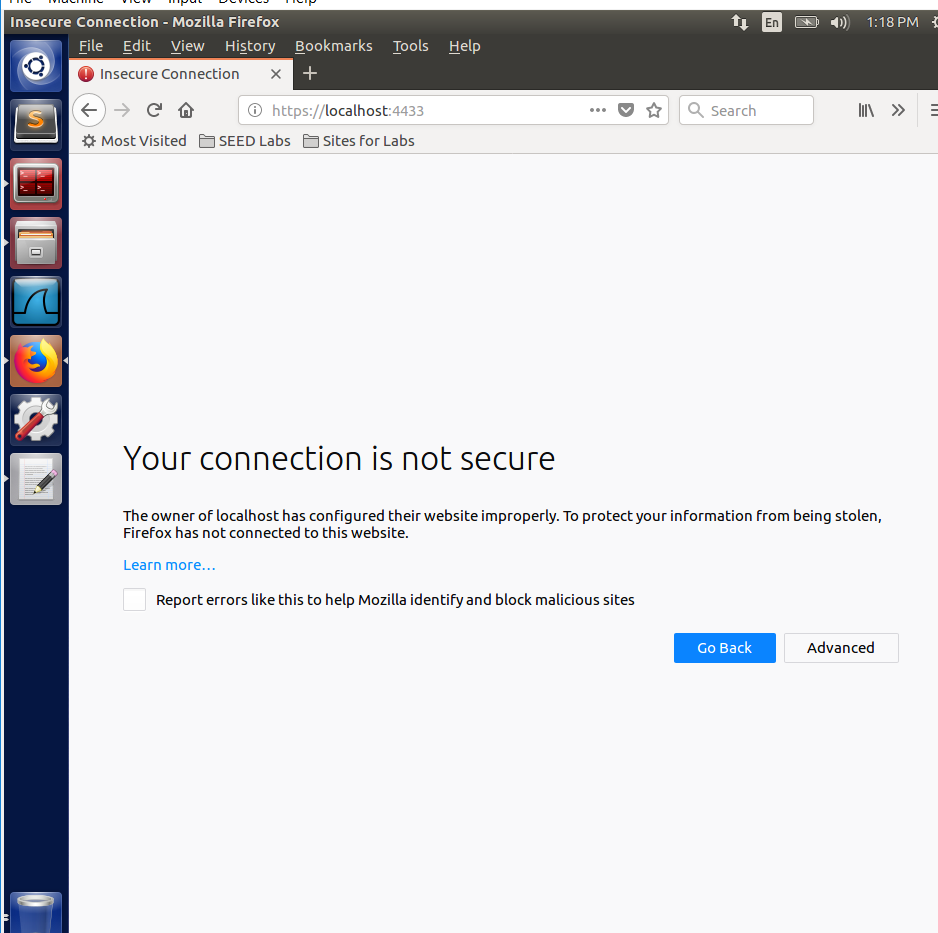 File Machine View Input Devices Help
Insecure Connection - Mozilla Firefox En 1:18 PM
File Edit View History Bookmarks Tools Help
Insecure Connection
https://localhost:4433 Search
Most Visited SEED Labs Sites for Labs
Your connection is not secure
The owner of localhost has configured their website improperly. To protect your information from being stolen,
Firefox has not connected to this website.
Learn more…
Report errors like this to help Mozilla identify and block malicious sites
Go Back Advanced